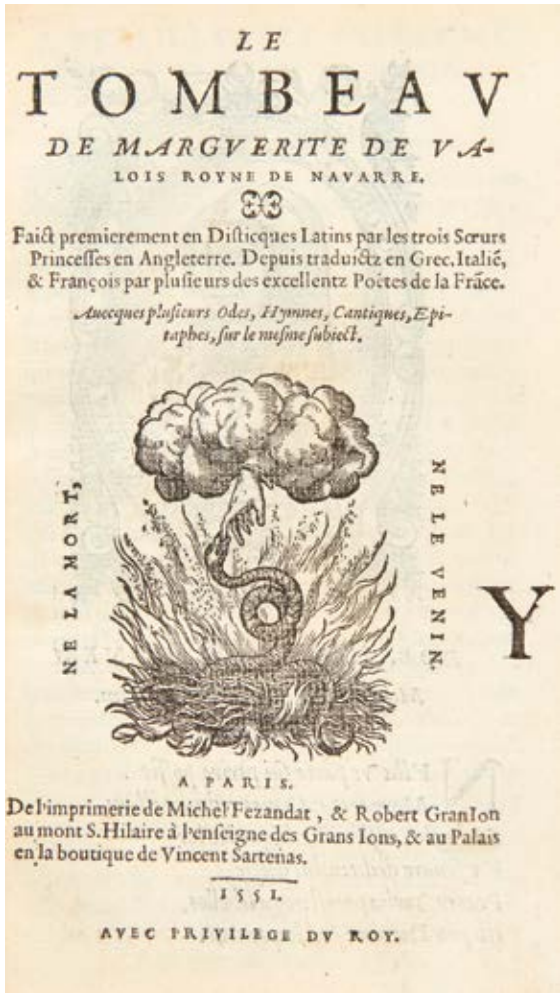 LE
TOMBEAV
DE MARGVERITE DE VA-
LOIS ROYNE DE NAVARRE.
Faict premierement en Disticques Latins par les trois Sœurs
Princesses en Angleterre. Depuis traduictz en Grec, Italiē,
& François par plusieurs des excellentz Poëtes de la Frāce.
Auecques plusieurs Odes, Hymnes, Cantiques, Epi-
taphes, sur le mesme subiect.
NE LA MORT,
NE LE VENIN.
Y
A PARIS.
De l'imprimerie de Michel Fezandat, & Robert GranIon
au mont S. Hilaire à l'enseigne des Grans Ions, & au Palais
en la boutique de Vincent Sartenas.
1551.
AVEC PRIVILEGE DV ROY.